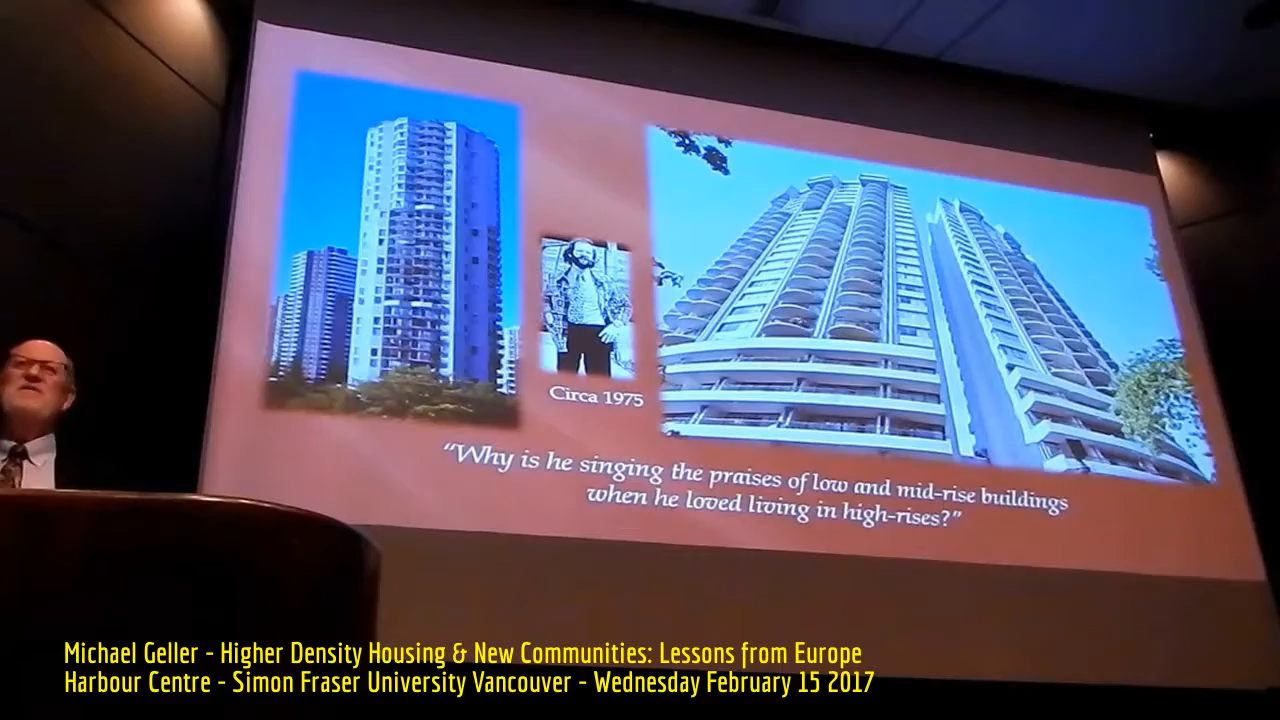 Circa 1975
“Why is he singing the praises of low and mid-rise buildings
when he loved living in high-rises?”
Michael Geller - Higher Density Housing & New Communities: Lessons from Europe
Harbour Centre - Simon Fraser University Vancouver - Wednesday February 15 2017